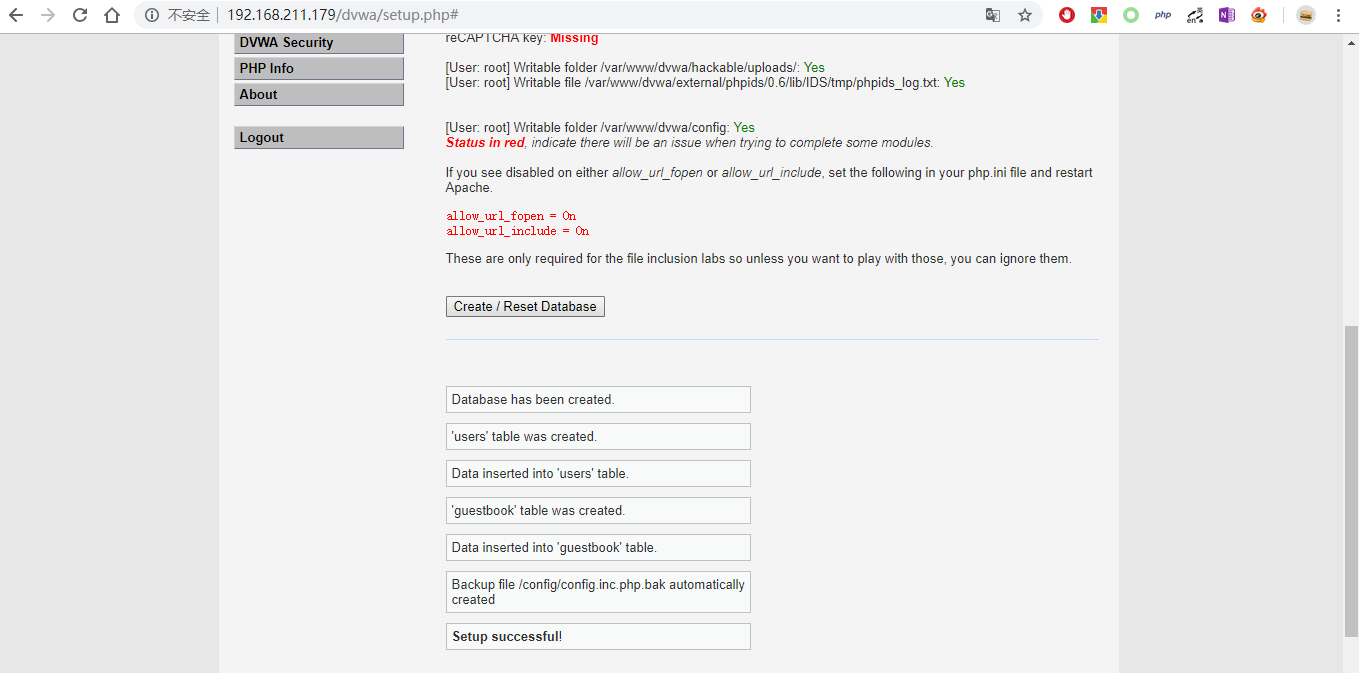 不安全 192.168.211.179/dvwa/setup.php#
php
en
DVWA Security
PHP Info
About
Logout
reCAPTCHA key: Missing
[User: root] Writable folder /var/www/dvwa/hackable/uploads/: Yes
[User: root] Writable file /var/www/dvwa/external/phpids/0.6/lib/IDS/tmp/phpids_log.txt: Yes
[User: root] Writable folder /var/www/dvwa/config: Yes
Status in red, indicate there will be an issue when trying to complete some modules.
If you see disabled on either allow_url_fopen or allow_url_include, set the following in your php.ini file and restart
Apache.
allow_url_fopen = On
allow_url_include = On
These are only required for the file inclusion labs so unless you want to play with those, you can ignore them.
Create / Reset Database
Database has been created.
'users' table was created.
Data inserted into 'users' table.
'guestbook' table was created.
Data inserted into 'guestbook' table.
Backup file /config/config.inc.php.bak automatically
created
Setup successful!